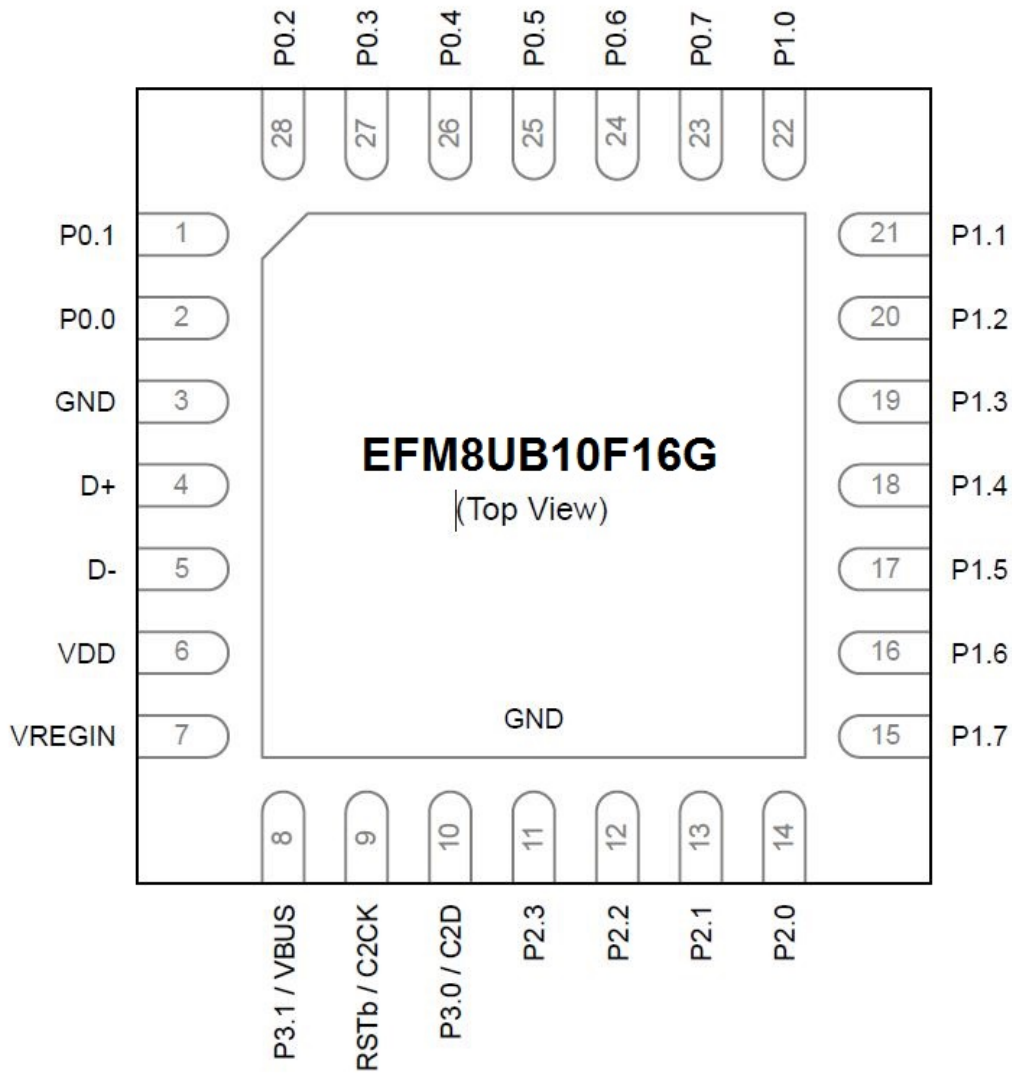 P0.2
P0.3
P0.4
P0.5
P0.6
P0.7
P1.0
28
27
26
25
24
23
22
P0.1
1
21
P1.1
P0.0
2
20
P1.2
GND
3
19
P1.3
EFM8UB10F16G
(Top View)
D+
4
18
P1.4
D-
5
17
P1.5
VDD
6
16
P1.6
GND
VREGIN
7
15
P1.7
8
9
10
11
12
13
14
P3.1 / VBUS
RSTb / C2CK
P3.0 / C2D
P2.3
P2.2
P2.1
P2.0